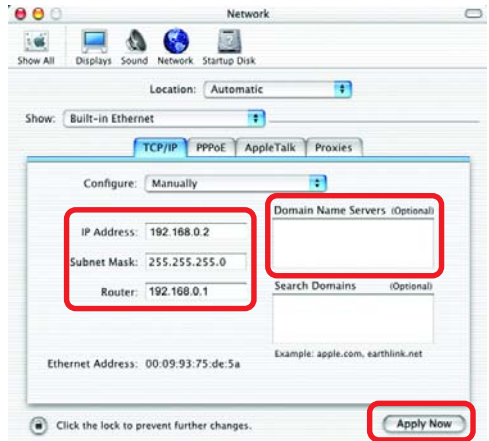 Network
Show All Displays Sound Network Startup Disk
Location: Automatic
Show: Built-in Ethernet
TCP/IP PPPoE AppleTalk Proxies
Configure: Manually
Domain Name Servers (Optional)
IP Address: 192.168.0.2
Subnet Mask: 255.255.255.0
Router: 192.168.0.1
Search Domains (Optional)
Example: apple.com, earthlink.net
Ethernet Address: 00:09:93:75:de:5a
Click the lock to prevent further changes.
Apply Now